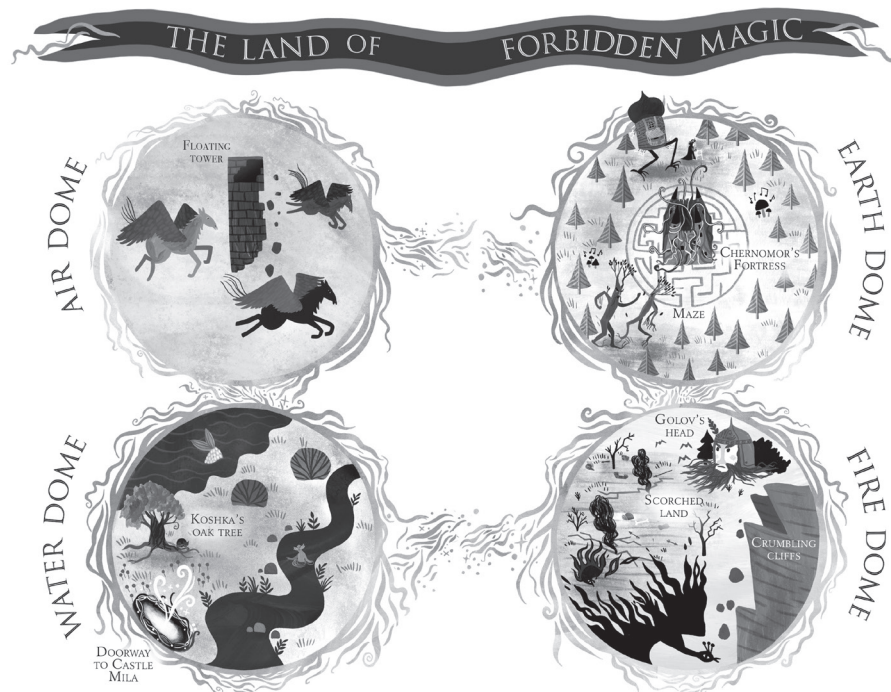 THE LAND OF FORBIDDEN MAGIC
AIR DOME
FLOATING
TOWER
EARTH DOME
CHERNOMOR'S
FORTRESS
MAZE
WATER DOME
KOSHKA'S
OAK TREE
DOORWAY
TO CASTLE
MILA
FIRE DOME
GOLOV'S
HEAD
SCORCHED
LAND
CRUMBLING
CLIFFS